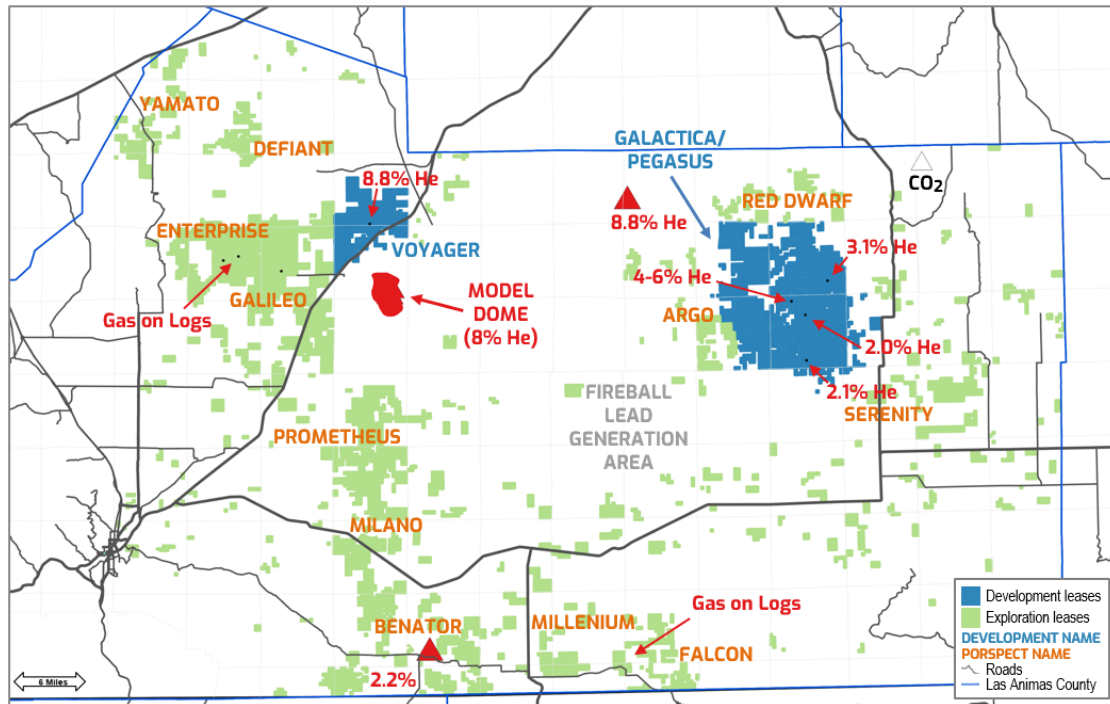 YAMATO
DEFIANT
8.8% He
ENTERPRISE
VOYAGER
GALILEO
Gas on Logs
MODEL
DOME
(8% He)
GALACTICA/
PEGASUS
CO2
8.8% He
RED DWARF
3.1% He
4-6% He
ARGO
2.0% He
2.1% He
SERENITY
FIREBALL
LEAD
GENERATION
AREA
PROMETHEUS
MILANO
BENATOR
2.2%
MILLENIUM
Gas on Logs
FALCON
6 Miles
Development leases
Exploration leases
DEVELOPMENT NAME
PORSPECT NAME
Roads
Las Animas County